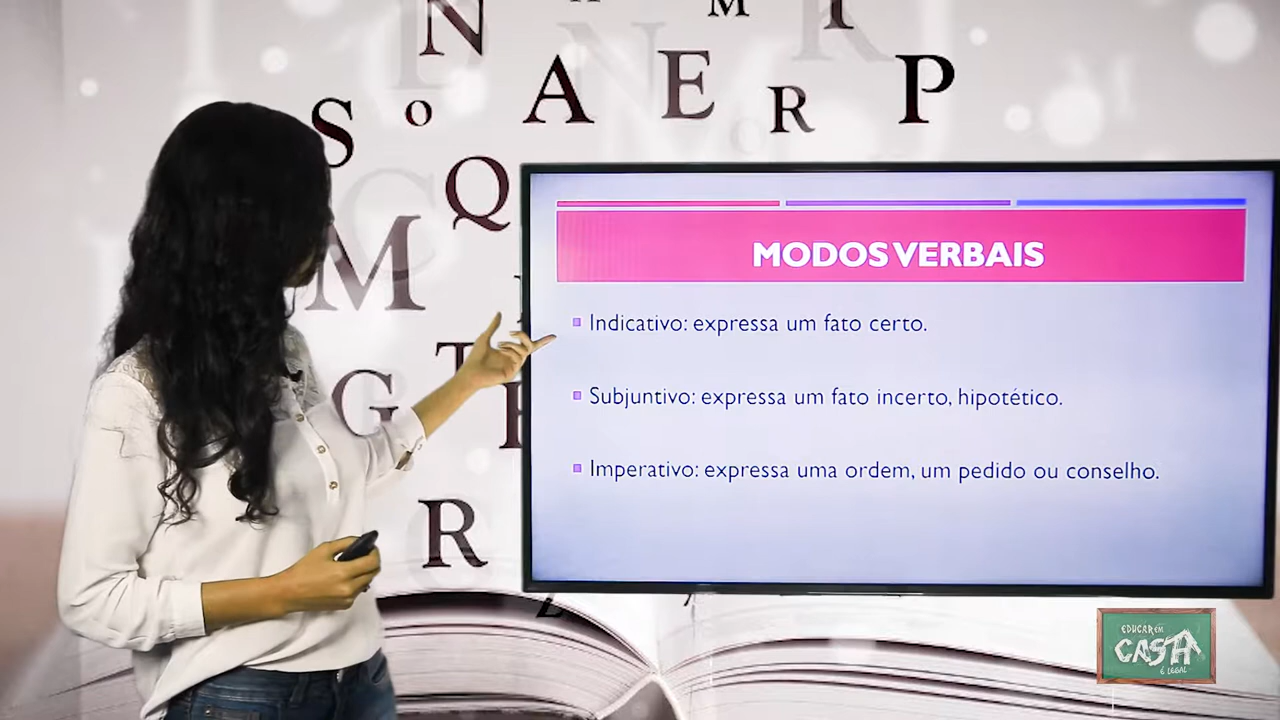 N M I
S O A E R P
Q
M
G T
R
MODOS VERBAIS
Indicativo: expressa um fato certo.
Subjuntivo: expressa um fato incerto, hipotético.
Imperativo: expressa uma ordem, um pedido ou conselho.
EDUCAR EM
CASA
É LEGAL